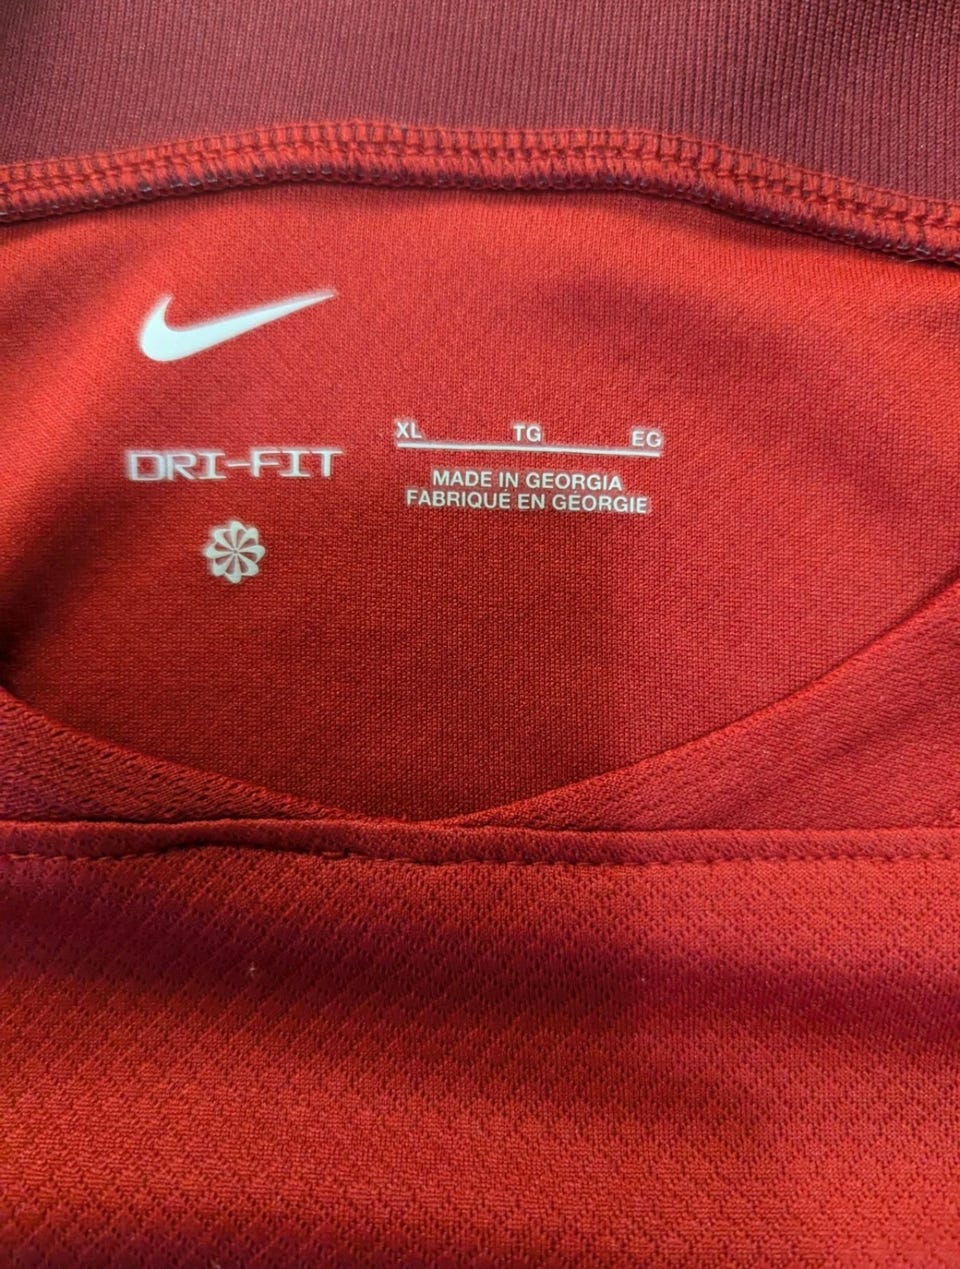 DRI-FIT
XL TG EG
MADE IN GEORGIA
FABRIQUÉ EN GÉORGIE